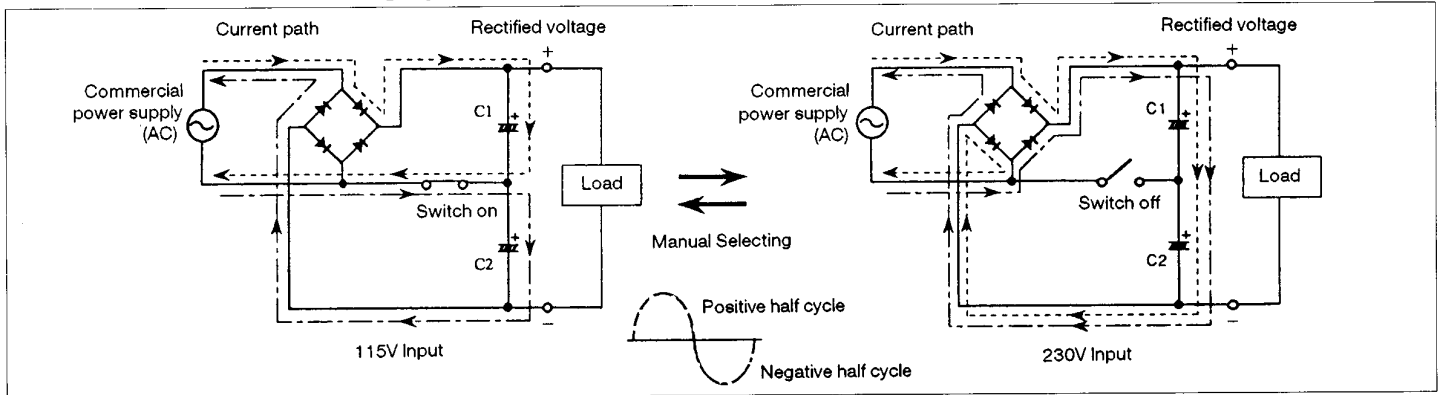 Current path
Rectified voltage
+
Commercial
power supply
(AC)
C1
+
Load
Switch on
+
C2
−
115V Input
Manual Selecting
Positive half cycle
Negative half cycle
Current path
Rectified voltage
+
Commercial
power supply
(AC)
C1
+
Load
Switch off
+
C2
−
230V Input